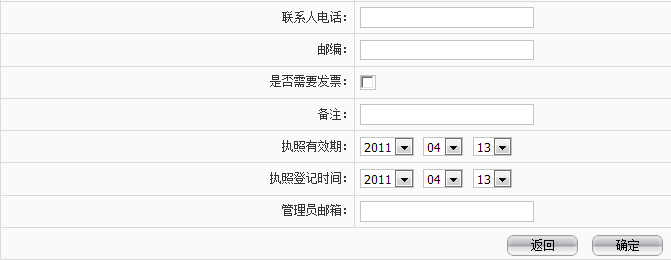 联系人电话：
邮编：
是否需要发票：
备注：
执照有效期： 2011 04 13
执照登记时间： 2011 04 13
管理员邮箱：
返回 确定